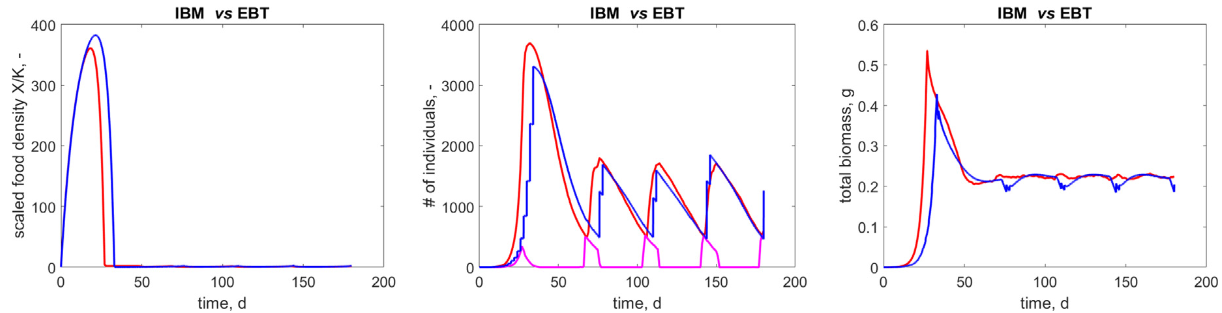 IBM vs EBT
scaled food density X/K, -
400
300
200
100
0
0 50 100 150 200
time, d
IBM vs EBT
# of individuals, -
4000
3000
2000
1000
0
0 50 100 150 200
time, d
IBM vs EBT
total biomass, g
0.6
0.5
0.4
0.3
0.2
0.1
0
0 50 100 150 200
time, d